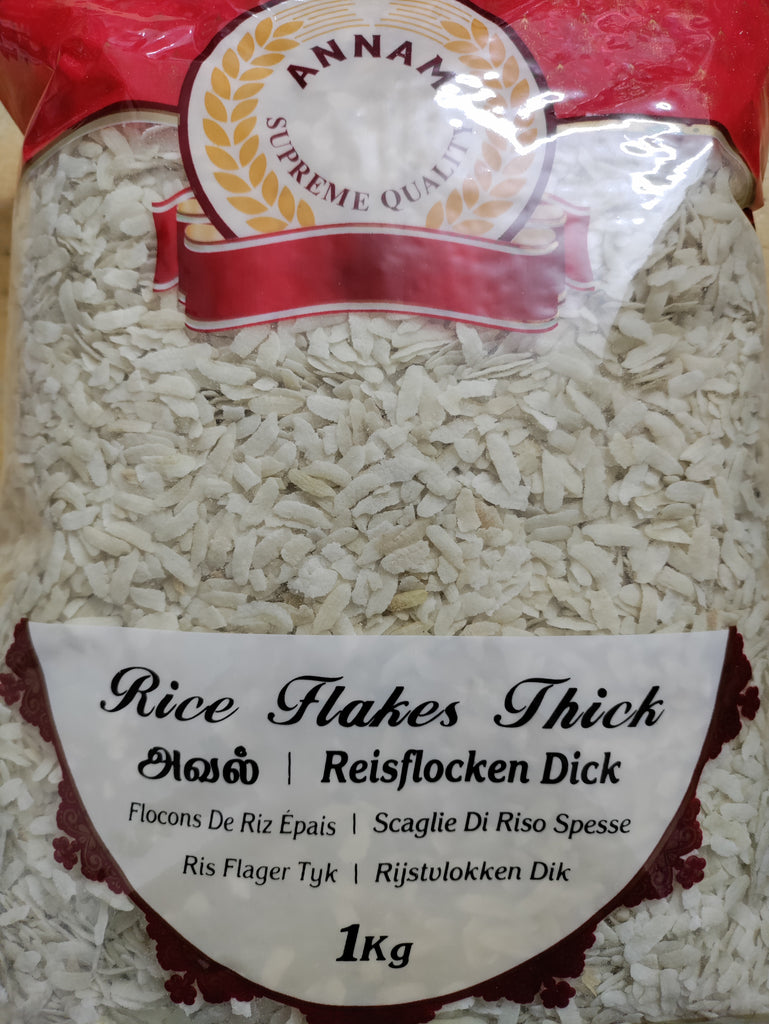 ANNAM
SUPREME QUALITY
Rice Flakes Thick
அவல் | Reisflocken Dick
Flocons De Riz Épais | Scaglie Di Riso Spesse
Ris Flager Tyk | Rijstvlokken Dik
1Kg